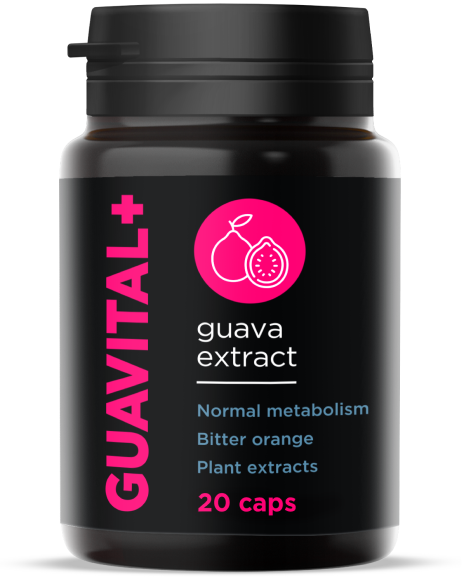 GUAVITAL+
guava
extract
Normal metabolism
Bitter orange
Plant extracts
20 caps